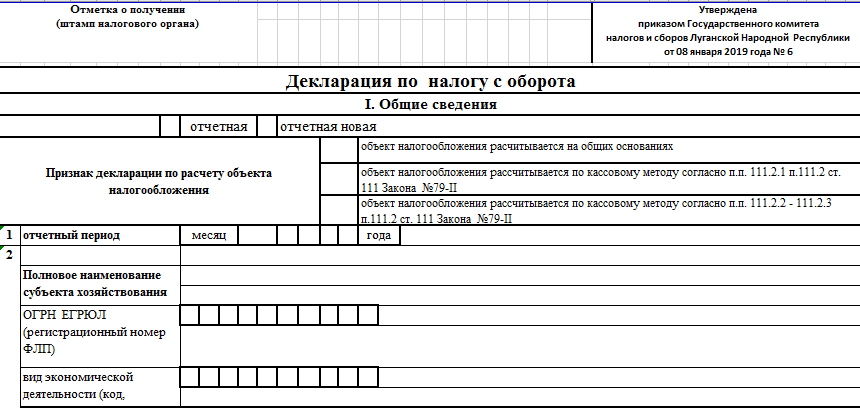 Отметка о получении
(штамп налогового органа)
Утверждена
приказом Государственного комитета
налогов и сборов Луганской Народной Республики
от 08 января 2019 года № 6
Декларация по налогу с оборота
I. Общие сведения
отчетная
отчетная новая
Признак декларации по расчету объекта
налогообложения
объект налогообложения расчитывается на общих основаниях
объект налогообложения рассчитывается по кассовому методу согласно п.п. 111.2.1 п.111.2 ст.
111 Закона №79-II
объект налогообложения рассчитывается по кассовому методу согласно п.п. 111.2.2 - 111.2.3
п.111.2 ст. 111 Закона №79-II
1 отчетный период месяц года
2
Полновое наименование
субъекта хозяйствования
ОГРН ЕГРЮЛ
(регистрационный номер
ФЛП)
вид экономической
деятельности (код,